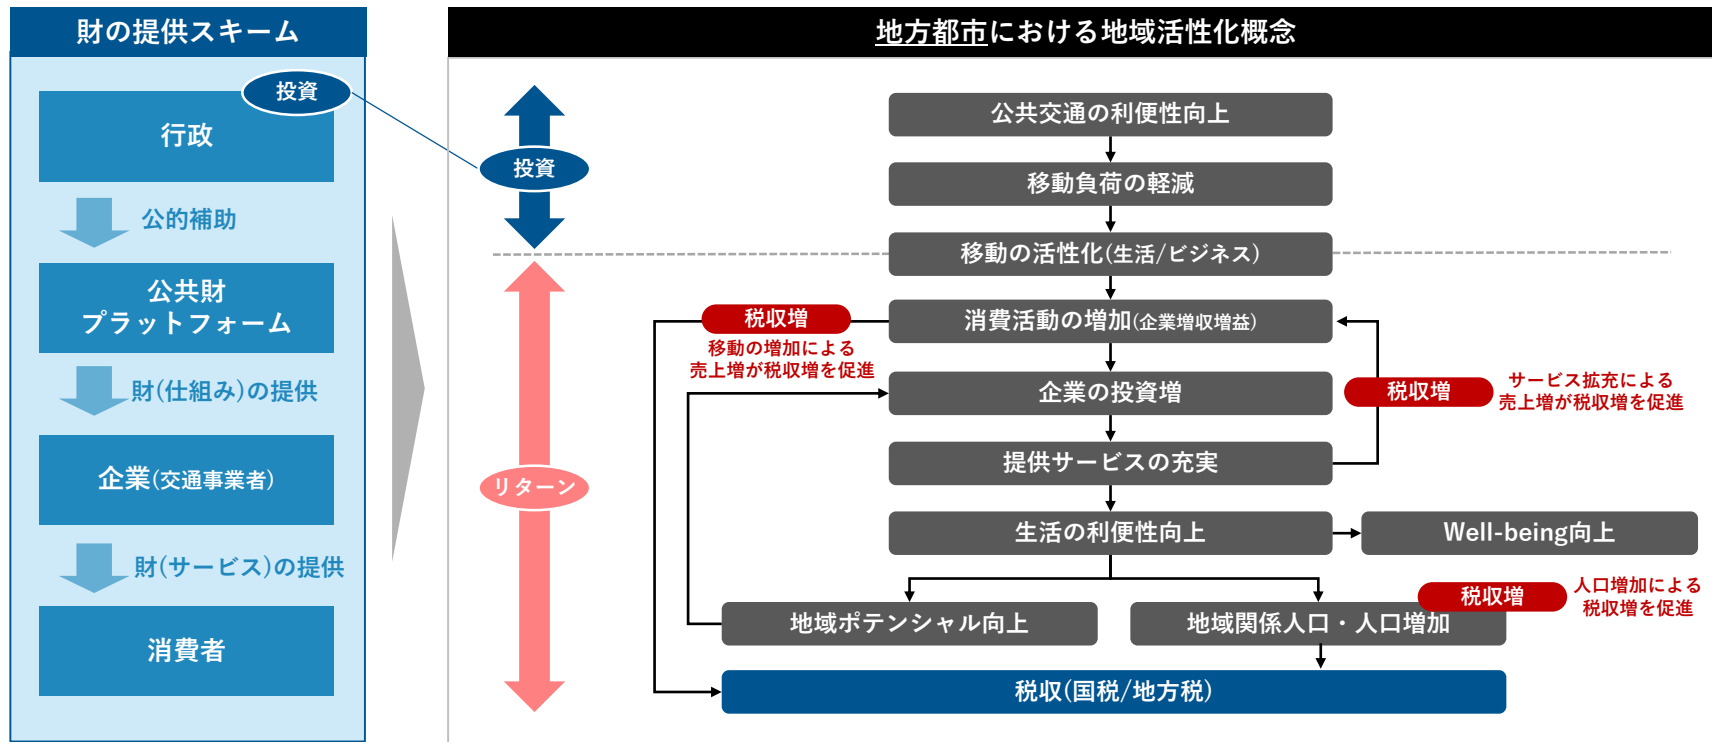 財の提供スキーム
投資
行政
公的補助
公共財
プラットフォーム
財(仕組み)の提供
企業(交通事業者)
財(サービス)の提供
消費者
地方都市における地域活性化概念
投資
リターン
公共交通の利便性向上
移動負荷の軽減
移動の活性化(生活/ビジネス)
消費活動の増加(企業増収増益)
税収増
移動の増加による
売上増が税収増を促進
企業の投資増
税収増
サービス拡充による
売上増が税収増を促進
提供サービスの充実
生活の利便性向上
Well-being向上
地域ポテンシャル向上
地域関係人口・人口増加
税収増
人口増加による
税収増を促進
税収(国税/地方税)